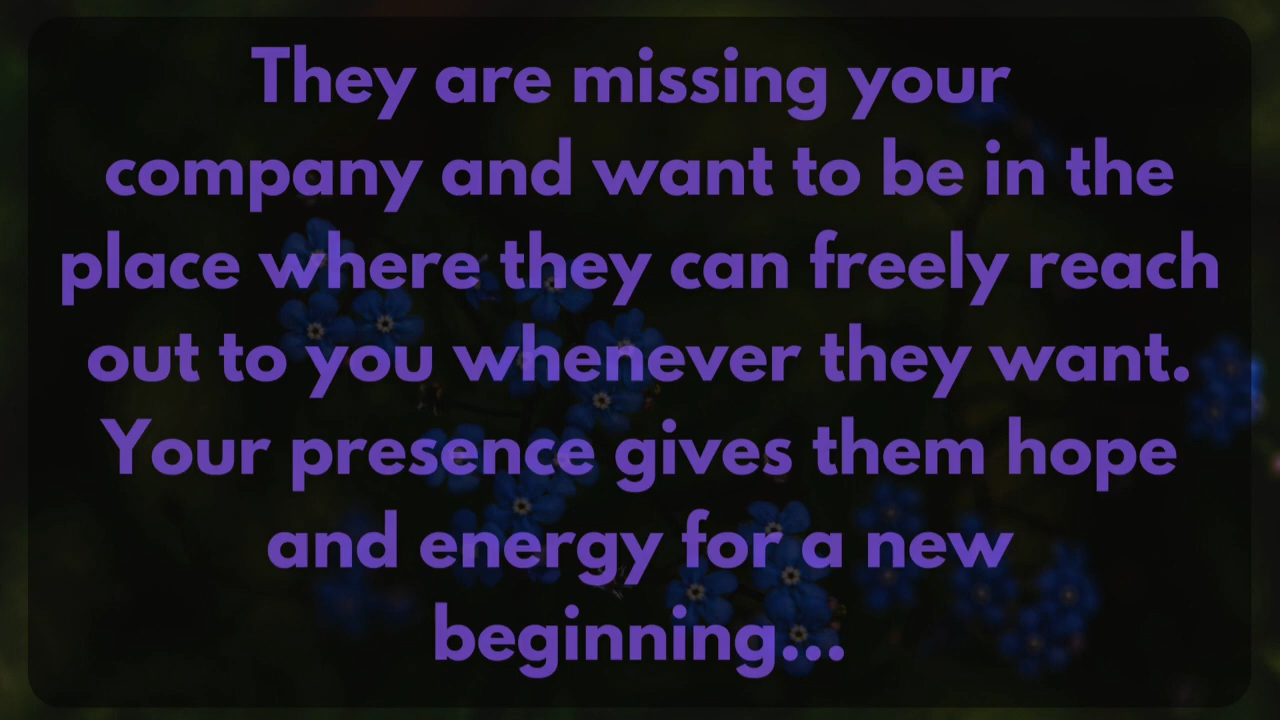 They are missing your
company and want to be in the
place where they can freely reach
out to you whenever they want.
Your presence gives them hope
and energy for a new
beginning...